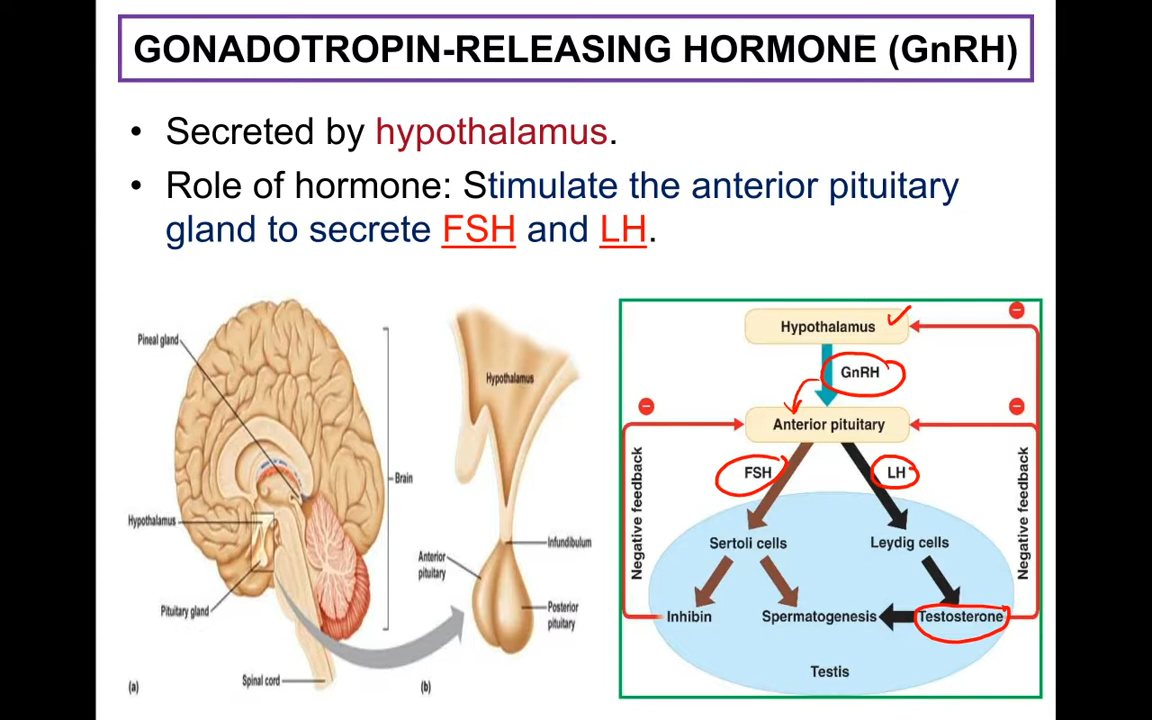 GONADOTROPIN-RELEASING HORMONE (GnRH)
• Secreted by hypothalamus.
• Role of hormone: Stimulate the anterior pituitary
gland to secrete FSH and LH.
Pineal gland
Brain
Hypothalamus
Pituitary gland
Spinal cord
(a)
Hypothalamus
Infundibulum
Anterior
pituitary
Posterior
pituitary
(b)
Hypothalamus
GnRH
Anterior pituitary
FSH
LH
Negative feedback
Negative feedback
Sertoli cells
Leydig cells
Inhibin
Spermatogenesis
Testosterone
Testis